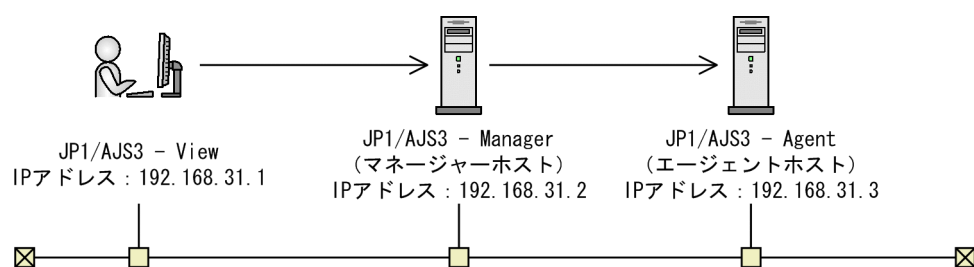 JP1/AJS3 - View
IPアドレス：192.168.31.1
JP1/AJS3 - Manager
（マネージャーホスト）
IPアドレス：192.168.31.2
JP1/AJS3 - Agent
（エージェントホスト）
IPアドレス：192.168.31.3